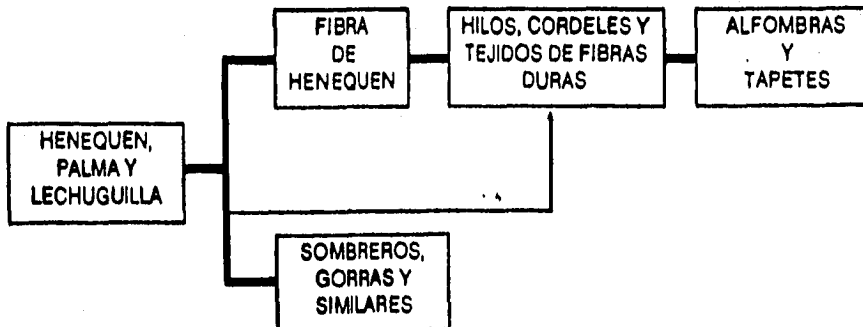 FIBRA
DE
HENEQUEN
HILOS, CORDELES Y
TEJIDOS DE FIBRAS
DURAS
ALFOMBRAS
Y
TAPETES
HENEQUEN,
PALMA Y
LECHUGUILLA
SOMBREROS,
GORRAS Y
SIMILARES